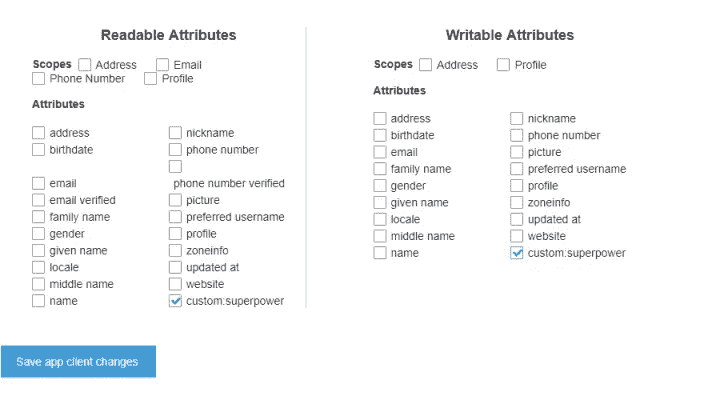 Readable Attributes
Scopes Address Email
Phone Number Profile
Attributes
address nickname
birthdate phone number
email phone number verified
email verified picture
family name preferred username
gender profile
given name zoneinfo
locale updated at
middle name website
name custom:superpower
Writable Attributes
Scopes Address Profile
Attributes
address nickname
birthdate phone number
email picture
family name preferred username
gender profile
given name zoneinfo
locale updated at
middle name website
name custom:superpower
Save app client changes